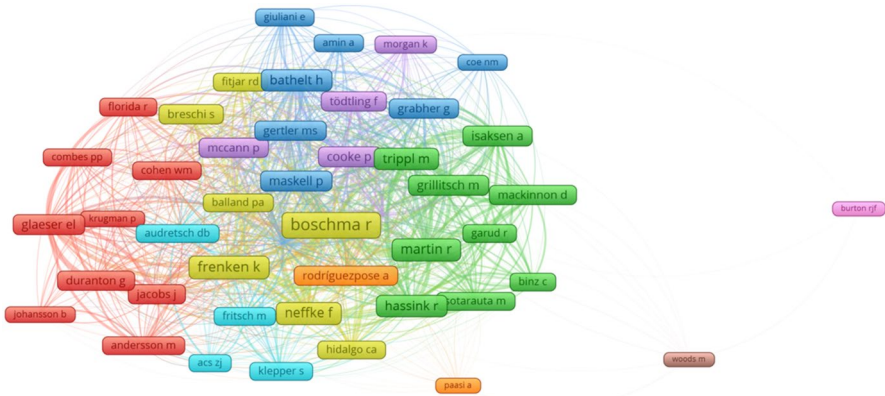 giuliani e
amin a
morgan k
coe nm
fitjar rd
bathelt h
tödtling f
grabher g
florida r
breschi s
gertler ms
isaksen a
combes pp
mccann p
cooke p
trippl m
cohen wm
maskell p
grillitsch m
mackinnon d
balland pa
burton rjf
glaeser el
krugman p
boschma r
audretsch db
garud r
martin r
frenken k
rodríguezpose a
duranton g
binz c
jacobs j
sotarauta m
hassink r
johansson b
fritsch m
neffke f
andersson m
hidalgo ca
acs zj
klepper s
woods m
paasi a